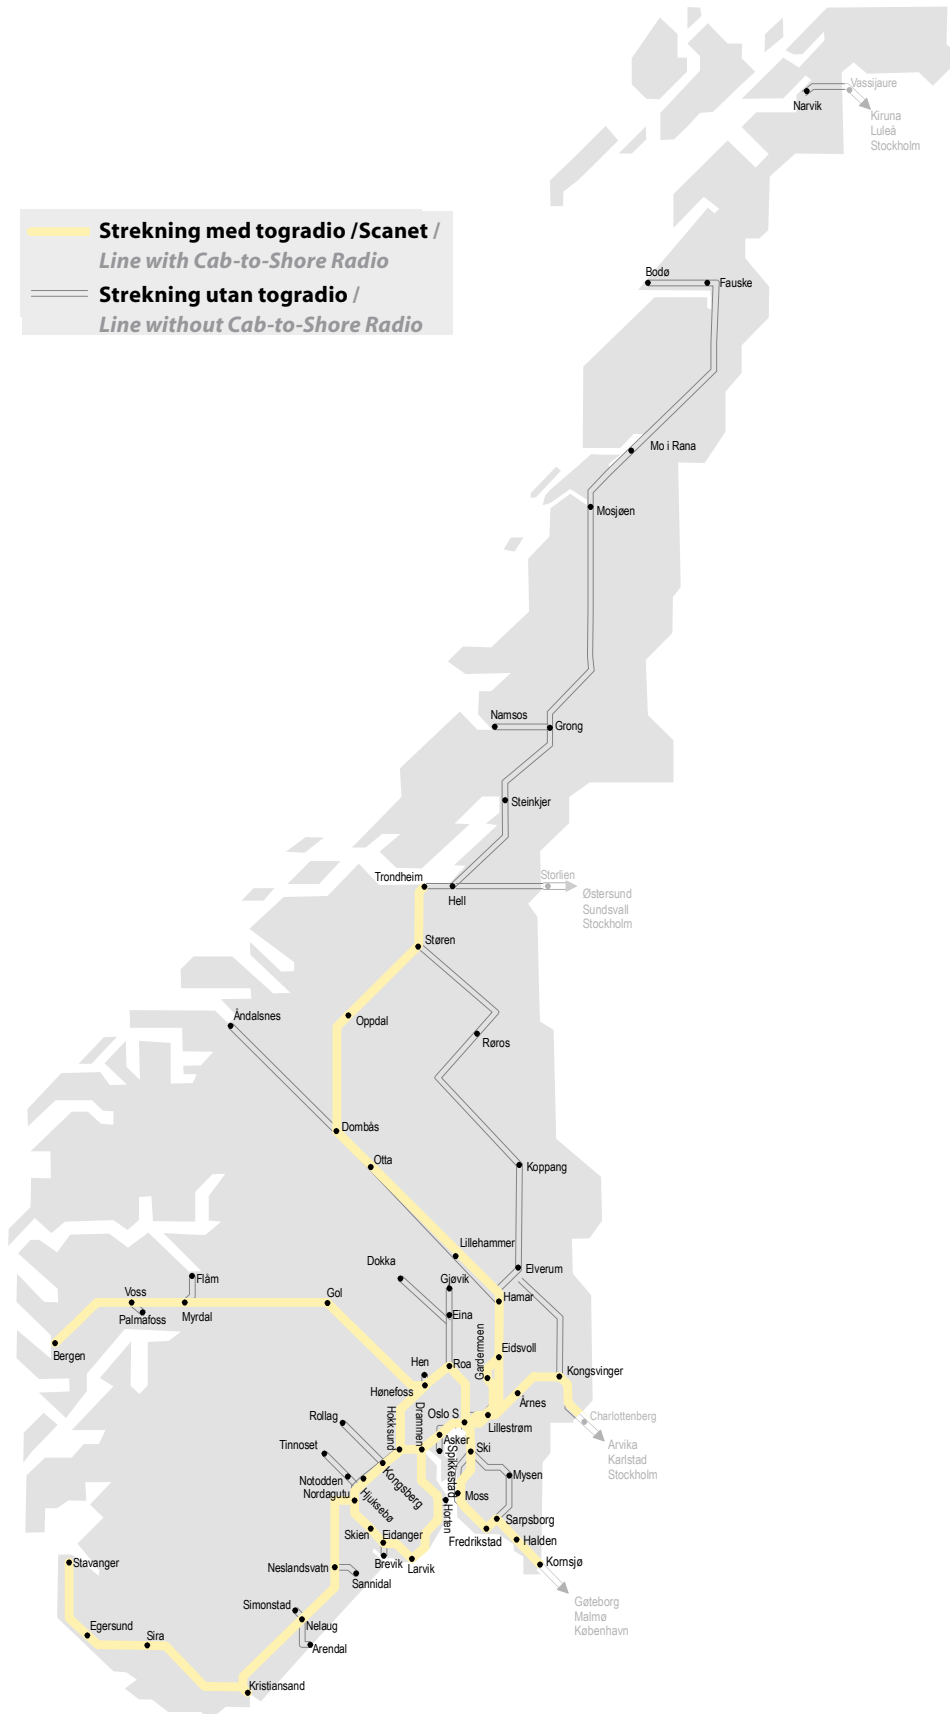 Vassijaure
Narvik
Kiruna
Luleå
Stockholm
Strekning med togradio /Scanet /
Line with Cab-to-Shore Radio
Strekning utan togradio /
Line without Cab-to-Shore Radio
Bodø
Fauske
Mo i Rana
Mosjøen
Namsos
Grong
Steinkjer
Trondheim
Hell
Storlien
Østersund
Sundsvall
Stockholm
Støren
Åndalsnes
Oppdal
Røros
Dombås
Otta
Koppang
Lillehammer
Dokka
Gjøvik
Elverum
Flåm
Voss
Palmafoss
Myrdal
Gol
Hamar
Eina
Bergen
Gardermoen
Eidsvoll
Hen
Roa
Kongsvinger
Hønefoss
Årnes
Hokksund
Drammen
Oslo S
Lillestrøm
Charlottenberg
Rollag
Asker
Spikkestad
Ski
Arvika
Karlstad
Stockholm
Tinnoset
Notodden
Kongsberg
Mysen
Nordagutu
Hjuksebø
Moss
Horten
Sarpsborg
Skien
Eidanger
Fredrikstad
Halden
Brevik
Larvik
Kornsjø
Stavanger
Neslandsvatn
Sannidal
Gøteborg
Malmø
København
Simonstad
Egersund
Sira
Nelaug
Arendal
Kristiansand